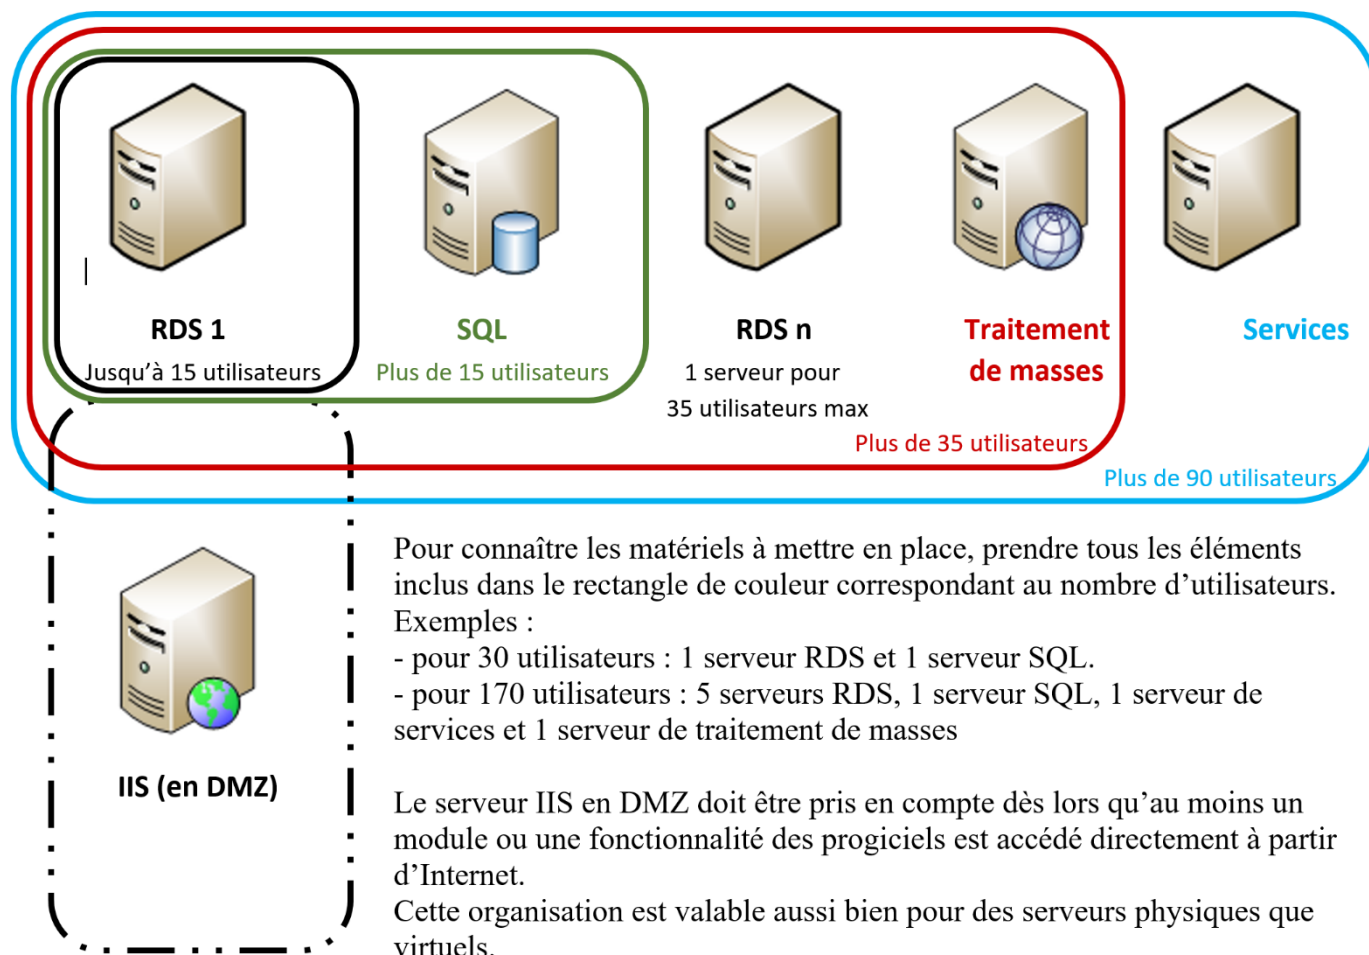 RDS 1
Jusqu'à 15 utilisateurs
SQL
Plus de 15 utilisateurs
RDS n
1 serveur pour
35 utilisateurs max
Traitement
de masses
Plus de 35 utilisateurs
Services
Plus de 90 utilisateurs
IIS (en DMZ)
Pour connaître les matériels à mettre en place, prendre tous les éléments
inclus dans le rectangle de couleur correspondant au nombre d'utilisateurs.
Exemples :
- pour 30 utilisateurs : 1 serveur RDS et 1 serveur SQL.
- pour 170 utilisateurs : 5 serveurs RDS, 1 serveur SQL, 1 serveur de
services et 1 serveur de traitement de masses
Le serveur IIS en DMZ doit être pris en compte dès lors qu'au moins un
module ou une fonctionnalité des progiciels est accédé directement à partir
d'Internet.
Cette organisation est valable aussi bien pour des serveurs physiques que
virtuels.